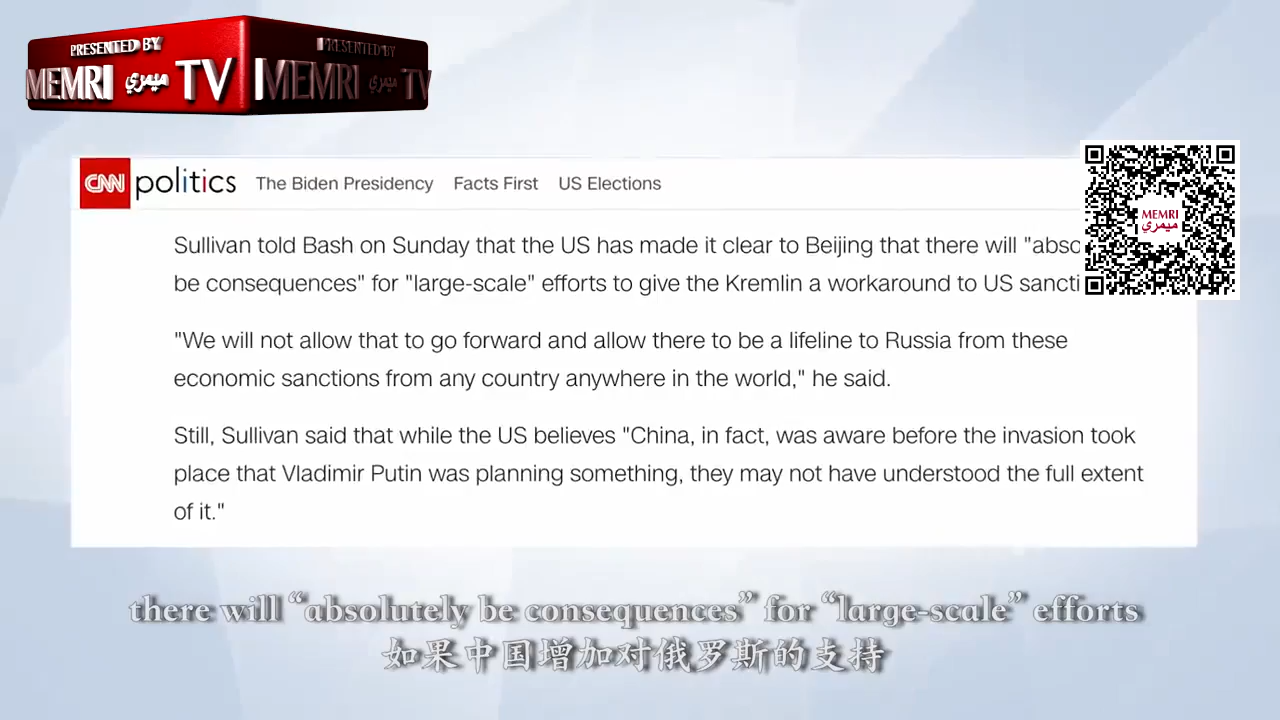 PRESENTED BY
MEMRI ميمري TV
PRESENTED BY
MEMRI ميمري TV
CNN politics The Biden Presidency Facts First US Elections
Sullivan told Bash on Sunday that the US has made it clear to Beijing that there will "abso
be consequences" for "large-scale" efforts to give the Kremlin a workaround to US sancti
MEMRI
ميمري
"We will not allow that to go forward and allow there to be a lifeline to Russia from these
economic sanctions from any country anywhere in the world," he said.
Still, Sullivan said that while the US believes "China, in fact, was aware before the invasion took
place that Vladimir Putin was planning something, they may not have understood the full extent
of it."
there will “absolutely be consequences” for “large-scale” efforts
如果中国增加对俄罗斯的支持